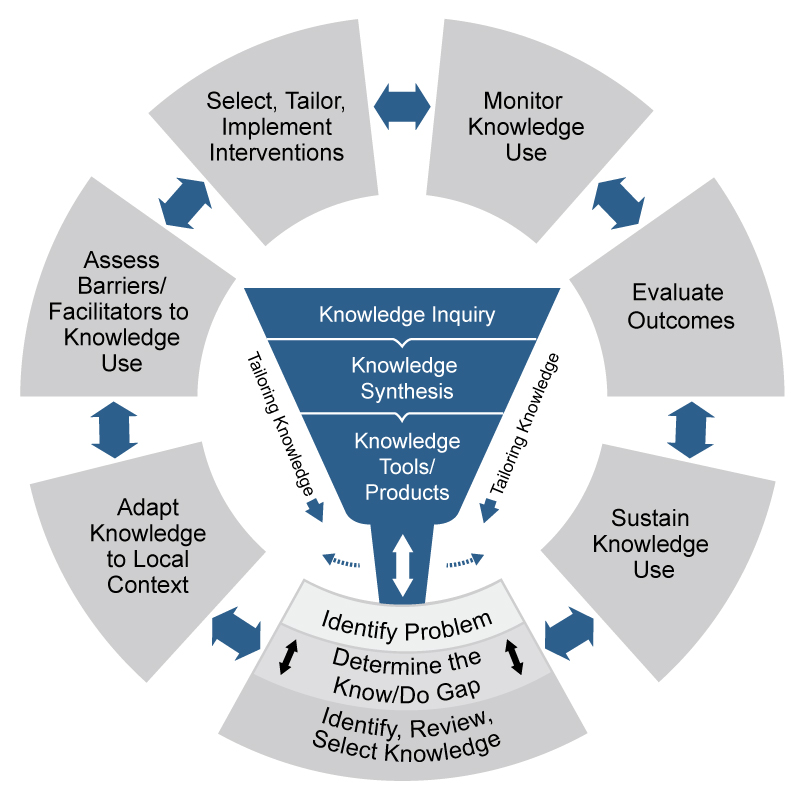 Select, Tailor,
Implement
Interventions
Monitor
Knowledge
Use
Assess
Barriers/
Facilitators to
Knowledge
Use
Evaluate
Outcomes
Knowledge Inquiry
Knowledge
Synthesis
Knowledge
Tools/
Products
Tailoring Knowledge
Tailoring Knowledge
Adapt
Knowledge
to Local
Context
Sustain
Knowledge
Use
Identify Problem
Determine the
Know/Do Gap
Identify, Review,
Select Knowledge